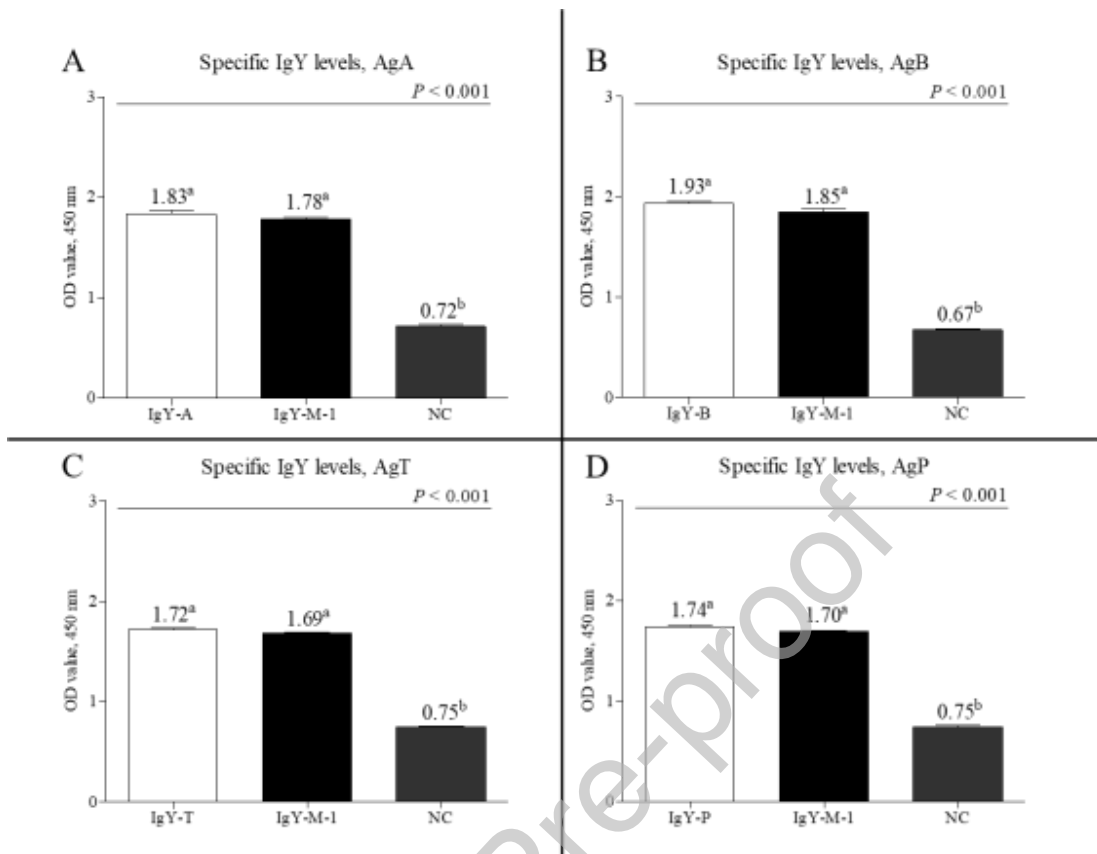 A
Specific IgY levels, AgA
P < 0.001
3
2
1
0
OD value, 450 nm
1.83ᵃ
1.78ᵃ
0.72ᵇ
IgY-A IgY-M-1 NC
B
Specific IgY levels, AgB
P < 0.001
3
2
1
0
OD value, 450 nm
1.93ᵃ
1.85ᵃ
0.67ᵇ
IgY-B IgY-M-1 NC
C
Specific IgY levels, AgT
P < 0.001
3
2
1
0
OD value, 450 nm
1.72ᵃ
1.69ᵃ
0.75ᵇ
IgY-T IgY-M-1 NC
D
Specific IgY levels, AgP
P < 0.001
3
2
1
0
OD value, 450 nm
1.74ᵃ
1.70ᵃ
0.75ᵇ
IgY-P IgY-M-1 NC
Pre-proof